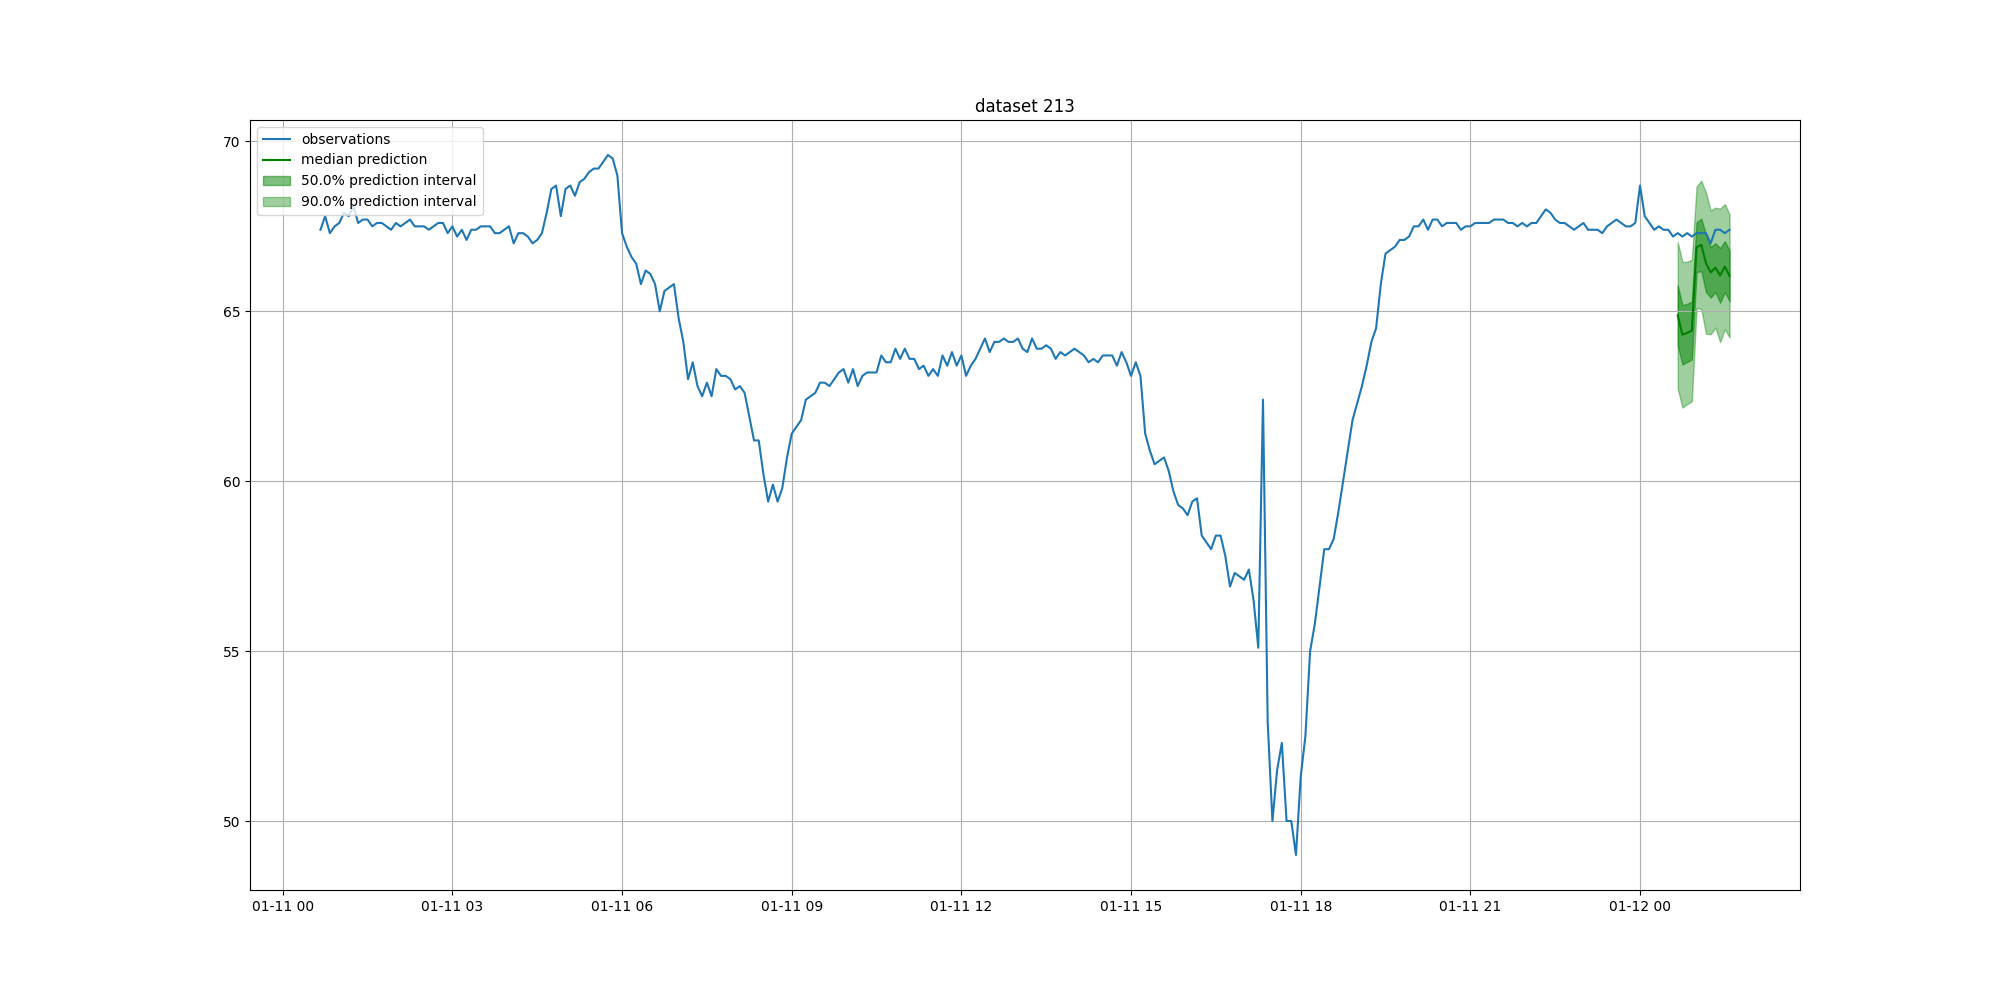 dataset 213
observations
median prediction
50.0% prediction interval
90.0% prediction interval
70
65
60
55
50
01-11 00
01-11 03
01-11 06
01-11 09
01-11 12
01-11 15
01-11 18
01-11 21
01-12 00